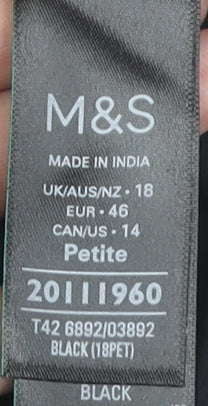 M&S
MADE IN INDIA
UK/AUS/NZ • 18
EUR • 46
CAN/US • 14
Petite
20111960
T42 6892/03892
BLACK (18PET)
BLACK